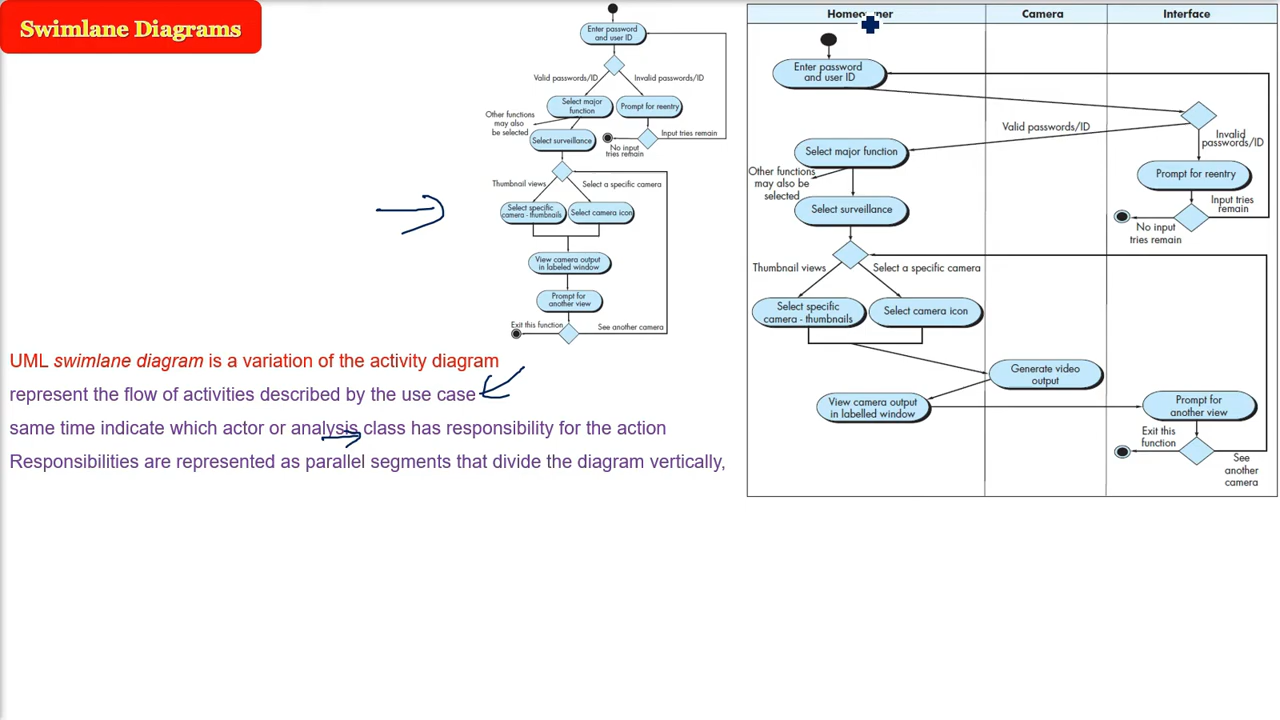 Swimlane Diagrams
Enter password
and user ID
Valid passwords/ID
Invalid passwords/ID
Select major
function
Prompt for reentry
Other functions
may also
be selected
Input tries remain
Select surveillance
No input
tries remain
Thumbnail views
Select a specific camera
Select specific
camera - thumbnails
Select camera icon
View camera output
in labeled window
Prompt for
another view
Exit this function
See another camera
UML swimlane diagram is a variation of the activity diagram
represent the flow of activities described by the use case
same time indicate which actor or analysis class has responsibility for the action
Responsibilities are represented as parallel segments that divide the diagram vertically,
Homeowner
Camera
Interface
Enter password
and user ID
Valid passwords/ID
Invalid
passwords/ID
Select major function
Prompt for reentry
Other functions
may also be
selected
Input tries
remain
Select surveillance
No input
tries remain
Thumbnail views
Select a specific camera
Select specific
camera - thumbnails
Select camera icon
Generate video
output
View camera output
in labelled window
Prompt for
another view
Exit this
function
See
another
camera